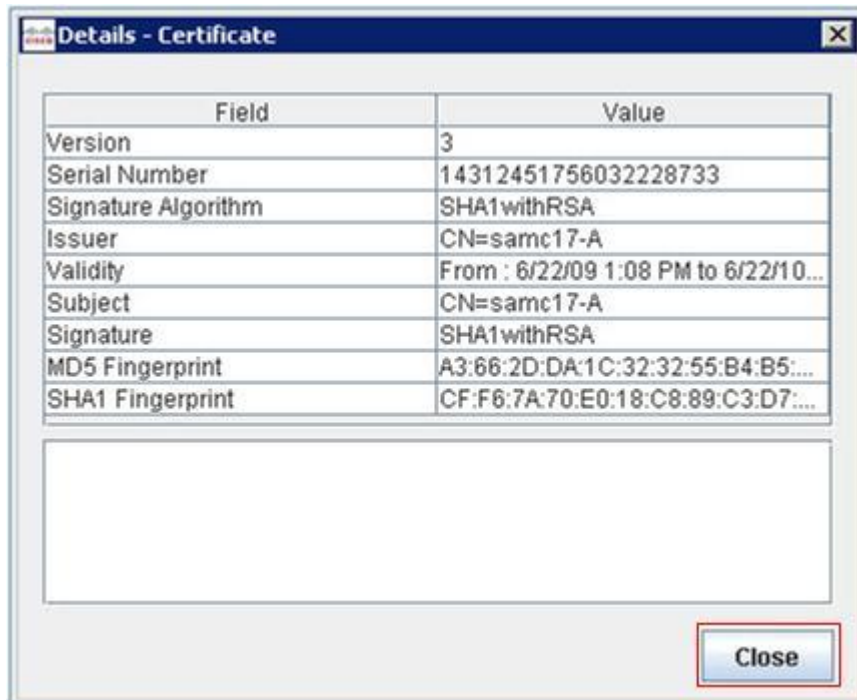 Details - Certificate
Field Value
Version 3
Serial Number 14312451756032228733
Signature Algorithm SHA1withRSA
Issuer CN=samc17-A
Validity From : 6/22/09 1:08 PM to 6/22/10...
Subject CN=samc17-A
Signature SHA1withRSA
MD5 Fingerprint A3:66:2D:DA:1C:32:32:55:B4:B5:...
SHA1 Fingerprint CF:F6:7A:70:E0:18:C8:89:C3:D7:...
Close